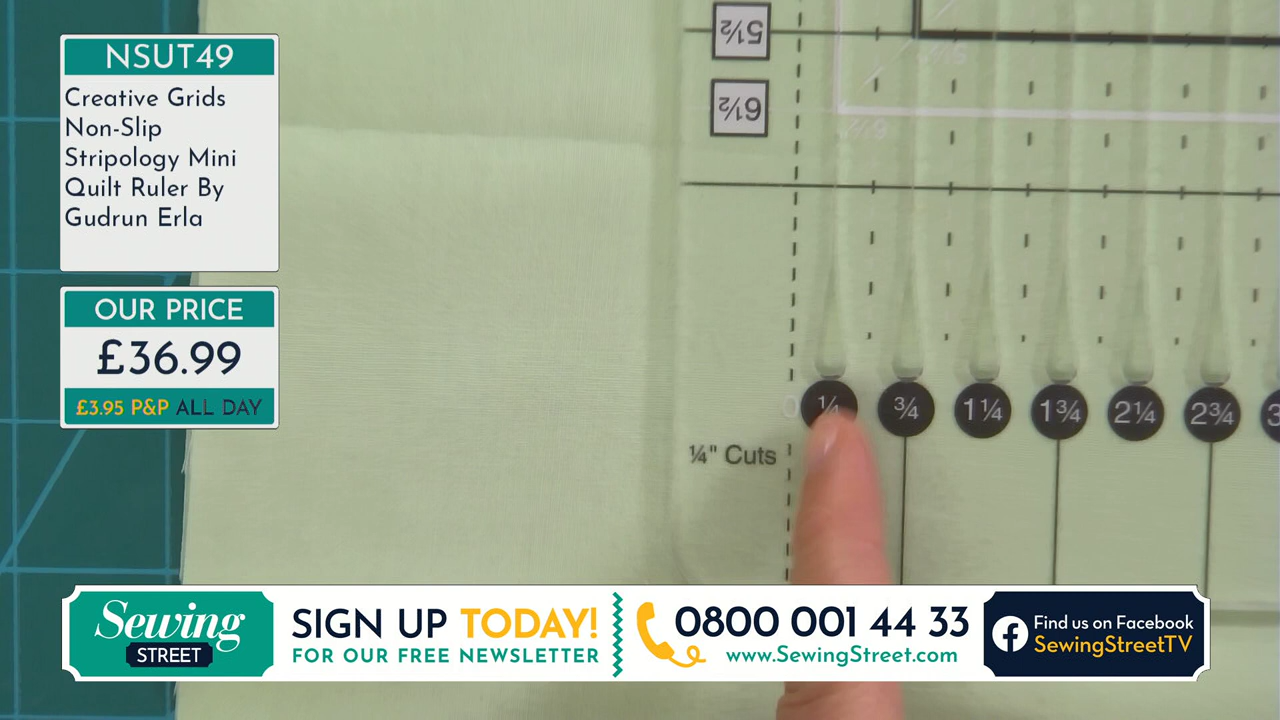 NSUT49
Creative Grids
Non-Slip
Stripology Mini
Quilt Ruler By
Gudrun Erla
OUR PRICE
£36.99
£3.95 P&P ALL DAY
5½
6½
6½
0
¾
1¼
1¾
2¼
2¾
¼" Cuts
Sewing
STREET
SIGN UP TODAY!
FOR OUR FREE NEWSLETTER
0800 001 44 33
www.SewingStreet.com
Find us on Facebook
SewingStreetTV